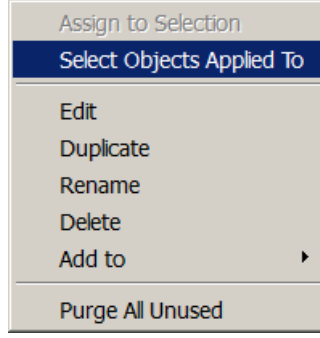 Assign to Selection
Select Objects Applied To
Edit
Duplicate
Rename
Delete
Add to
Purge All Unused